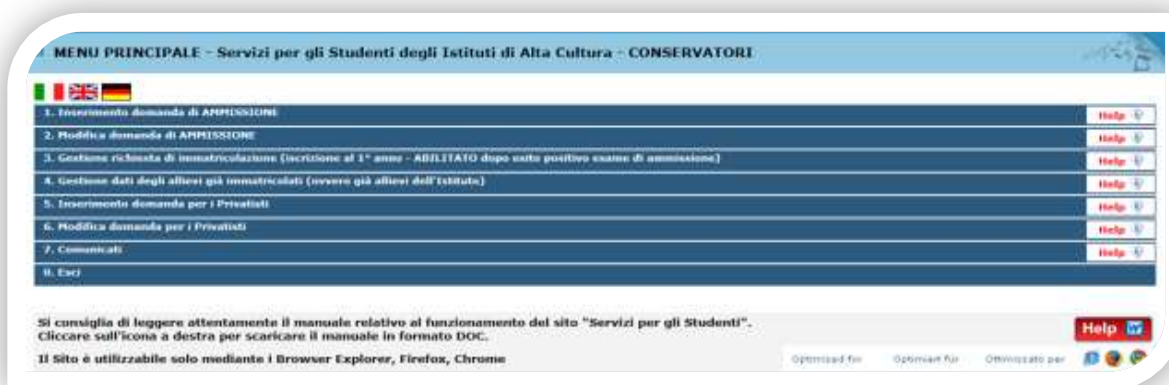 MENU PRINCIPALE - Servizi per gli Studenti degli Istituti di Alta Cultura - CONSERVATORI
1. Inserimento domanda di AMMISSIONE Help
2. Modifica domanda di AMMISSIONE Help
3. Gestione richiesta di immatricolazione (iscrizione al 1° anno - ABILITATO dopo esito positivo esame di ammissione) Help
4. Gestione dati degli allievi già immatricolati (ovvero già allievi dell'Istituto) Help
5. Inserimento domanda per i Privatisti Help
6. Modifica domanda per i Privatisti Help
7. Comunicati Help
8. Esci
Si consiglia di leggere attentamente il manuale relativo al funzionamento del sito "Servizi per gli Studenti".
Cliccare sull'icona a destra per scaricare il manuale in formato DOC. Help
Il Sito è utilizzabile solo mediante i Browser Explorer, Firefox, Chrome Optimized for Optimiert für Ottimizzato per